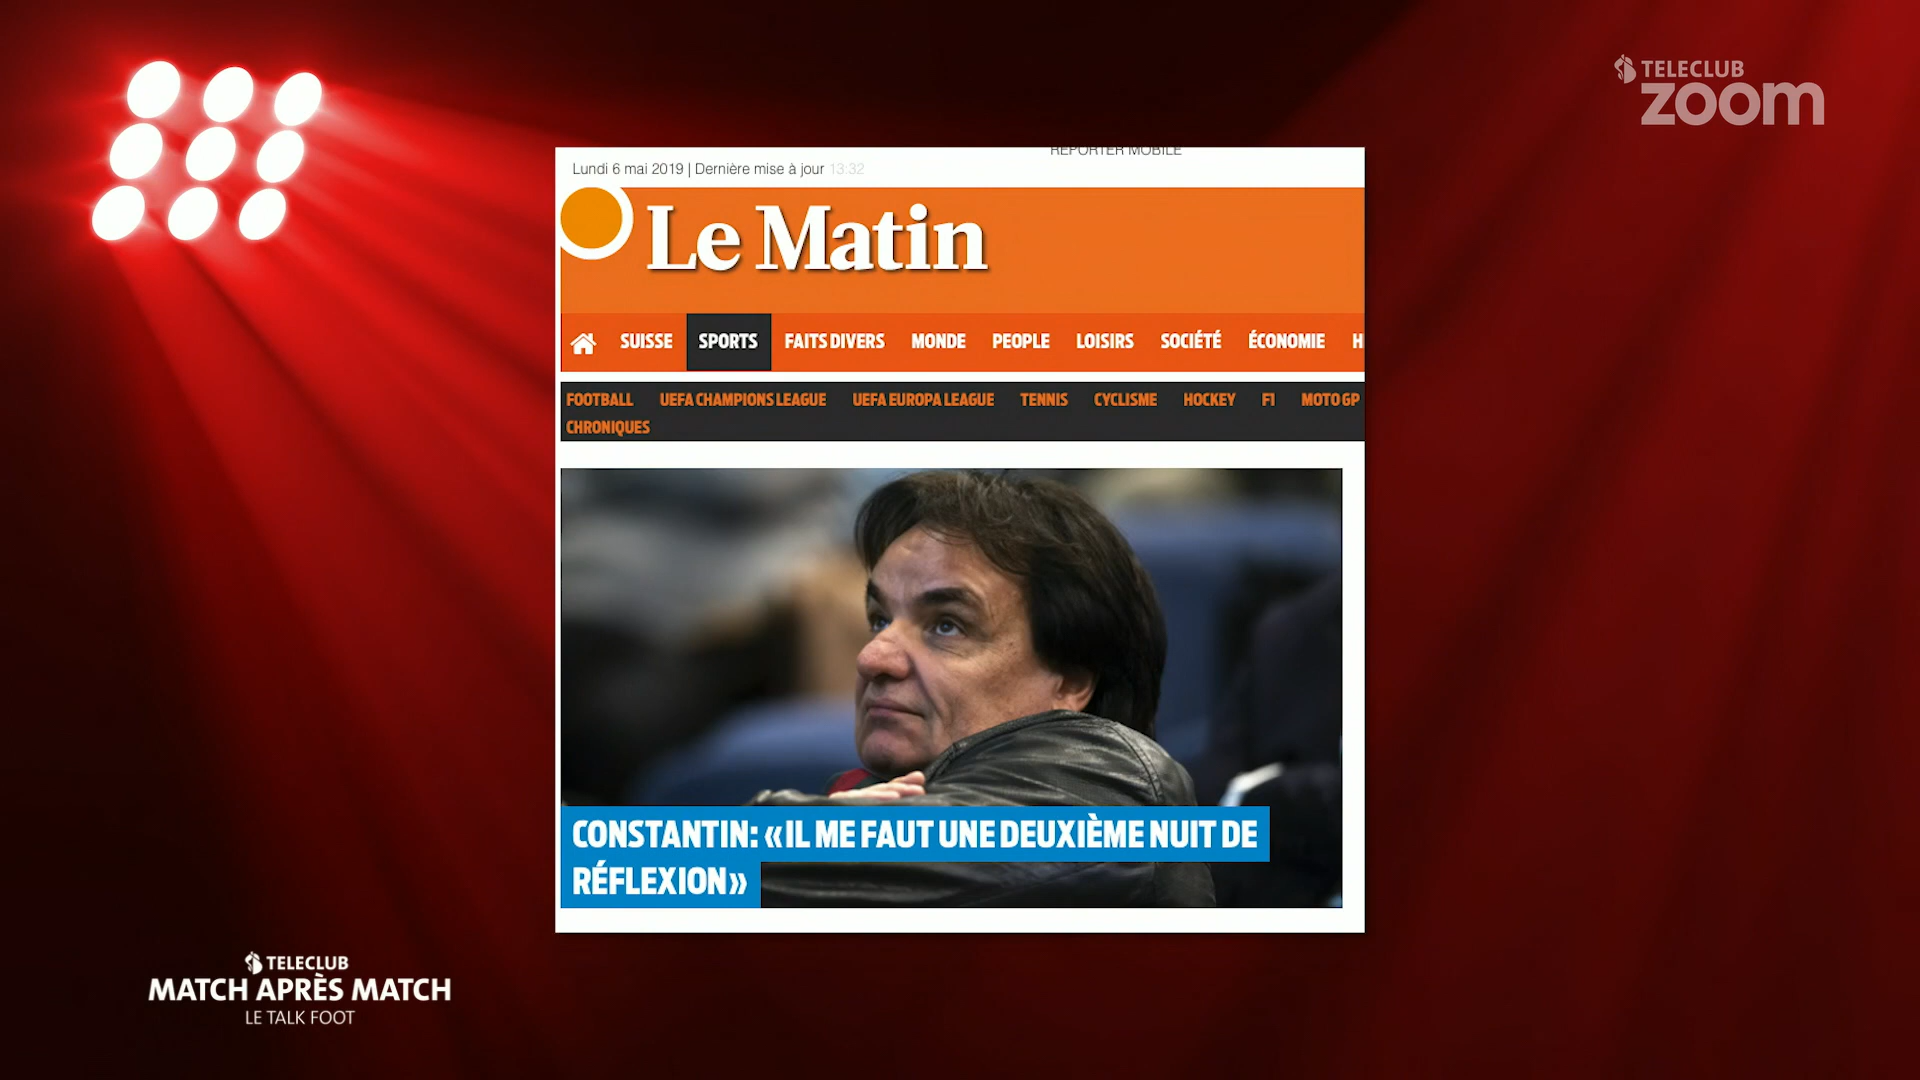 TELECLUB
zoom
REPORTER MOBILE
Lundi 6 mai 2019 | Dernière mise à jour 13:32
Le Matin
SUISSE SPORTS FAITS DIVERS MONDE PEOPLE LOISIRS SOCIÉTÉ ÉCONOMIE H
FOOTBALL UEFA CHAMPIONS LEAGUE UEFA EUROPA LEAGUE TENNIS CYCLISME HOCKEY F1 MOTO GP
CHRONIQUES
CONSTANTIN: «IL ME FAUT UNE DEUXIÈME NUIT DE
RÉFLEXION»
TELECLUB
MATCH APRÈS MATCH
LE TALK FOOT